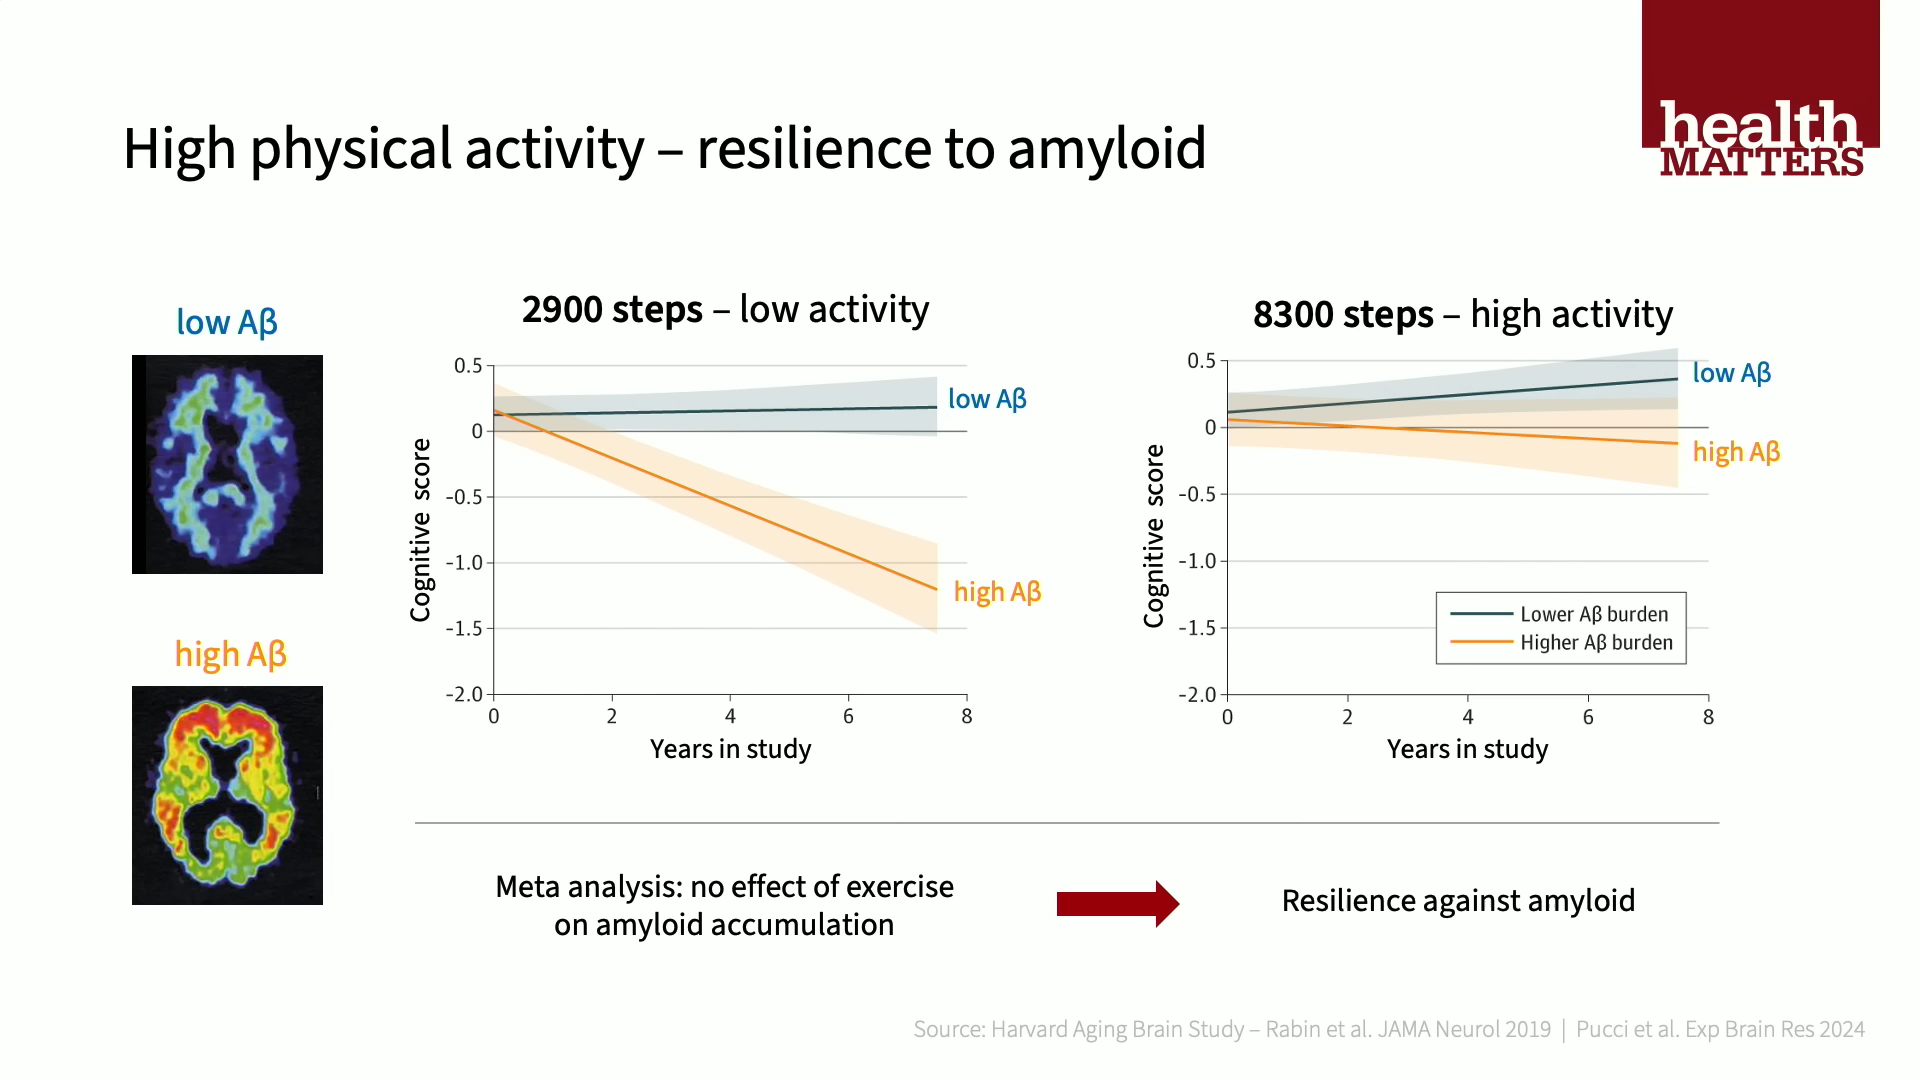 health
MATTERS
High physical activity – resilience to amyloid
low Aβ
high Aβ
2900 steps – low activity
0.5
0
-0.5
-1.0
-1.5
-2.0
0 2 4 6 8
Cognitive score
Years in study
low Aβ
high Aβ
8300 steps – high activity
0.5
0
-0.5
-1.0
-1.5
-2.0
0 2 4 6 8
Cognitive score
Years in study
low Aβ
high Aβ
Lower Aβ burden
Higher Aβ burden
Meta analysis: no effect of exercise
on amyloid accumulation
Resilience against amyloid
Source: Harvard Aging Brain Study – Rabin et al. JAMA Neurol 2019 | Pucci et al. Exp Brain Res 2024